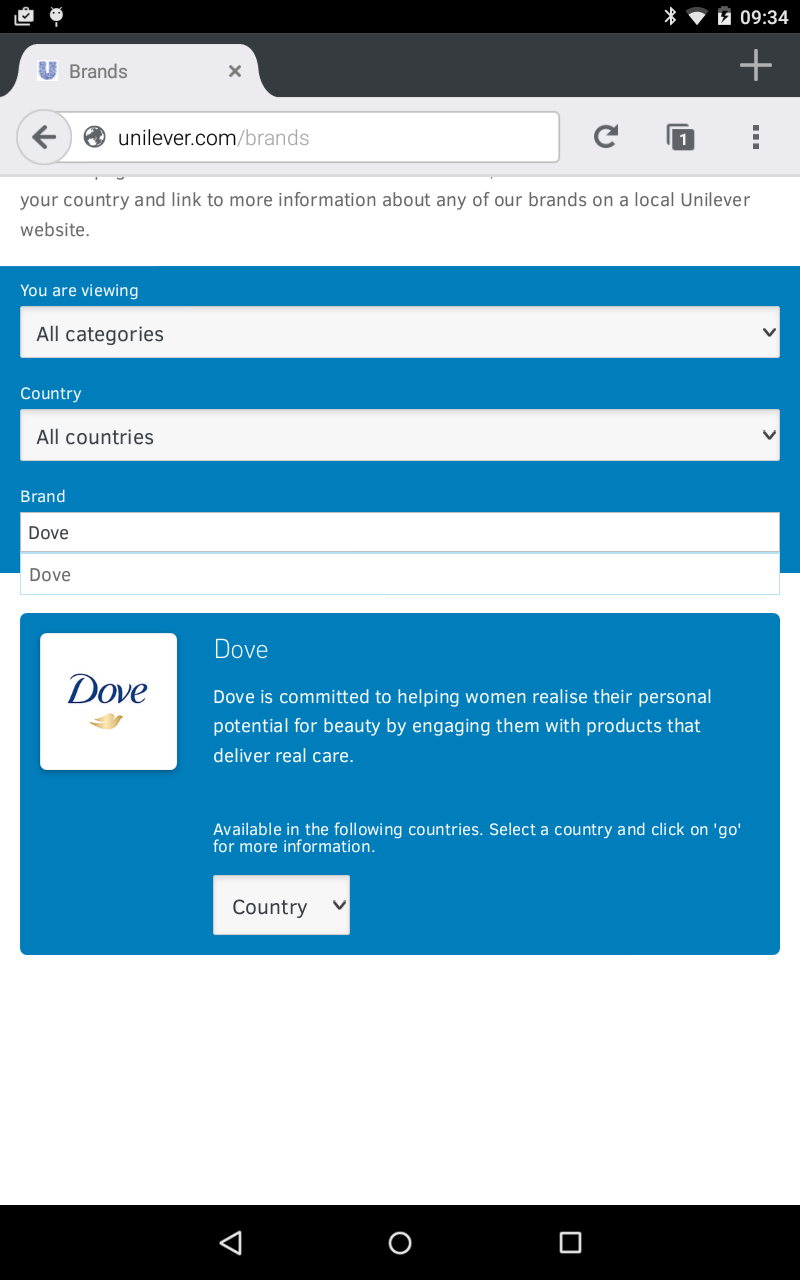 09:34
Brands
unilever.com/brands
1
your country and link to more information about any of our brands on a local Unilever
website.
You are viewing
All categories
Country
All countries
Brand
Dove
Dove
Dove
Dove
Dove is committed to helping women realise their personal
potential for beauty by engaging them with products that
deliver real care.
Available in the following countries. Select a country and click on 'go'
for more information.
Country